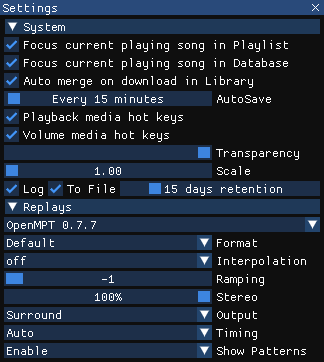 Settings
System
Focus current playing song in Playlist
Focus current playing song in Database
Auto merge on download in Library
Every 15 minutes AutoSave
Playback media hot keys
Volume media hot keys
Transparency
1.00 Scale
Log To File 15 days retention
Replays
OpenMPT 0.7.7
Default Format
off Interpolation
-1 Ramping
100% Stereo
Surround Output
Auto Timing
Enable Show Patterns